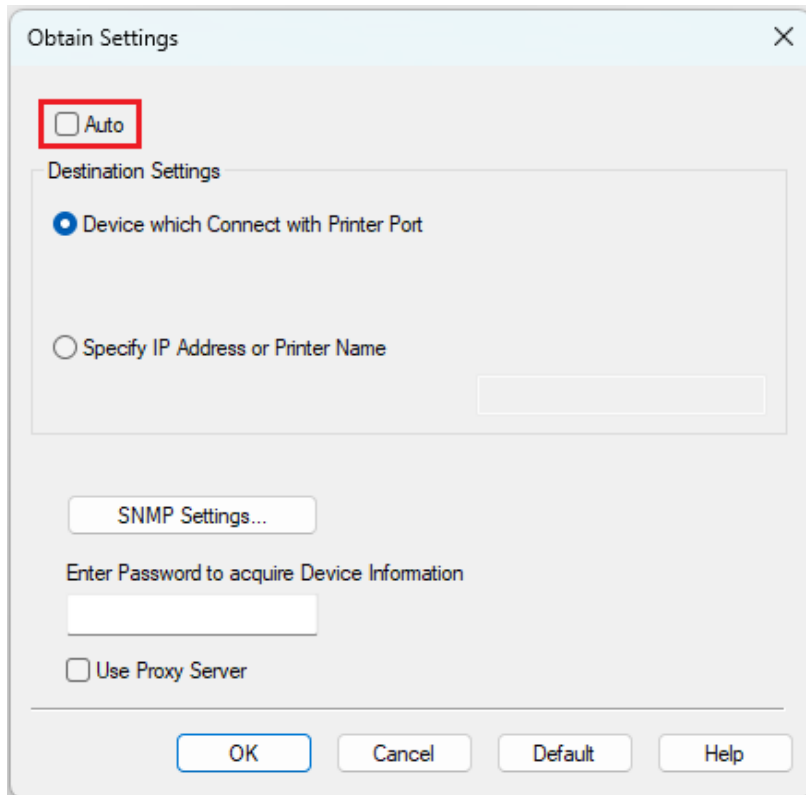 Obtain Settings
Auto
Destination Settings
Device which Connect with Printer Port
Specify IP Address or Printer Name
SNMP Settings...
Enter Password to acquire Device Information
Use Proxy Server
OK Cancel Default Help